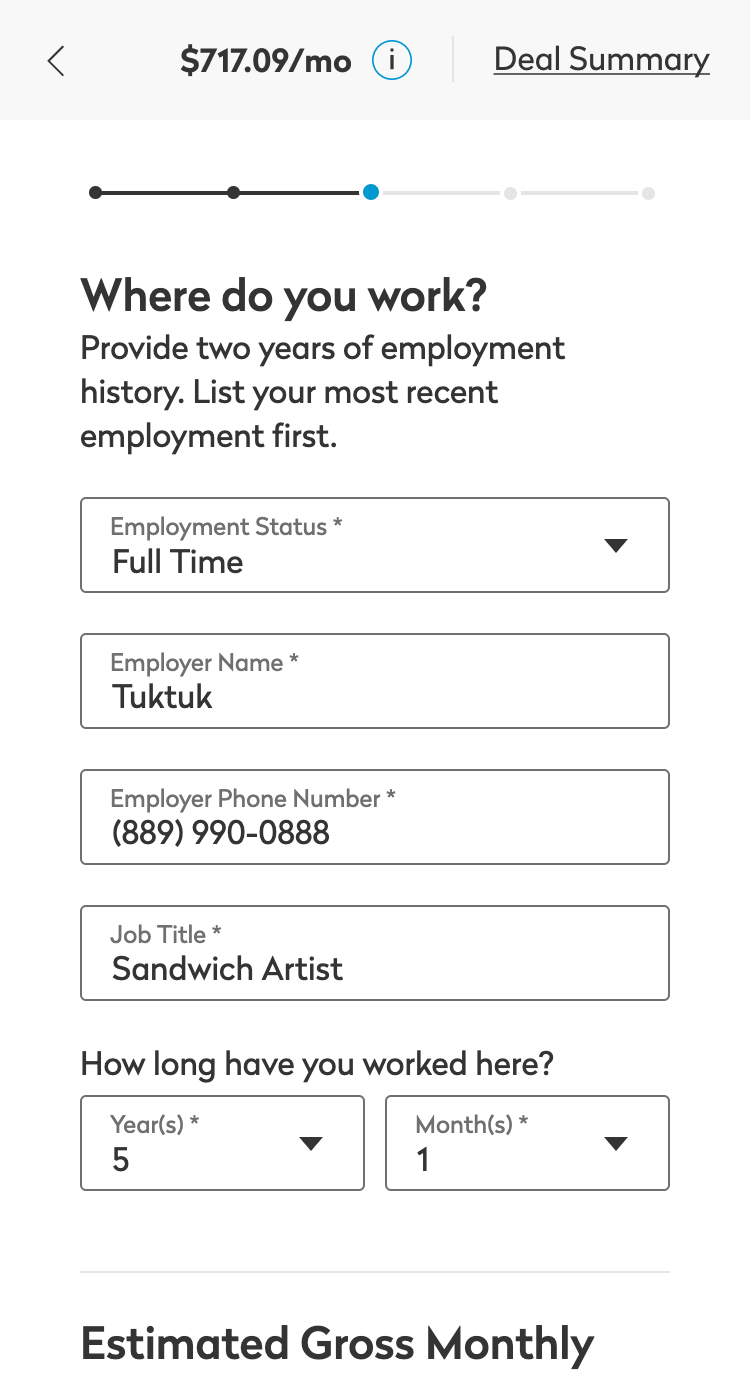 $717.09/mo i Deal Summary
Where do you work?
Provide two years of employment
history. List your most recent
employment first.
Employment Status *
Full Time
Employer Name *
Tuktuk
Employer Phone Number *
(889) 990-0888
Job Title *
Sandwich Artist
How long have you worked here?
Year(s) *
5
Month(s) *
1
Estimated Gross Monthly